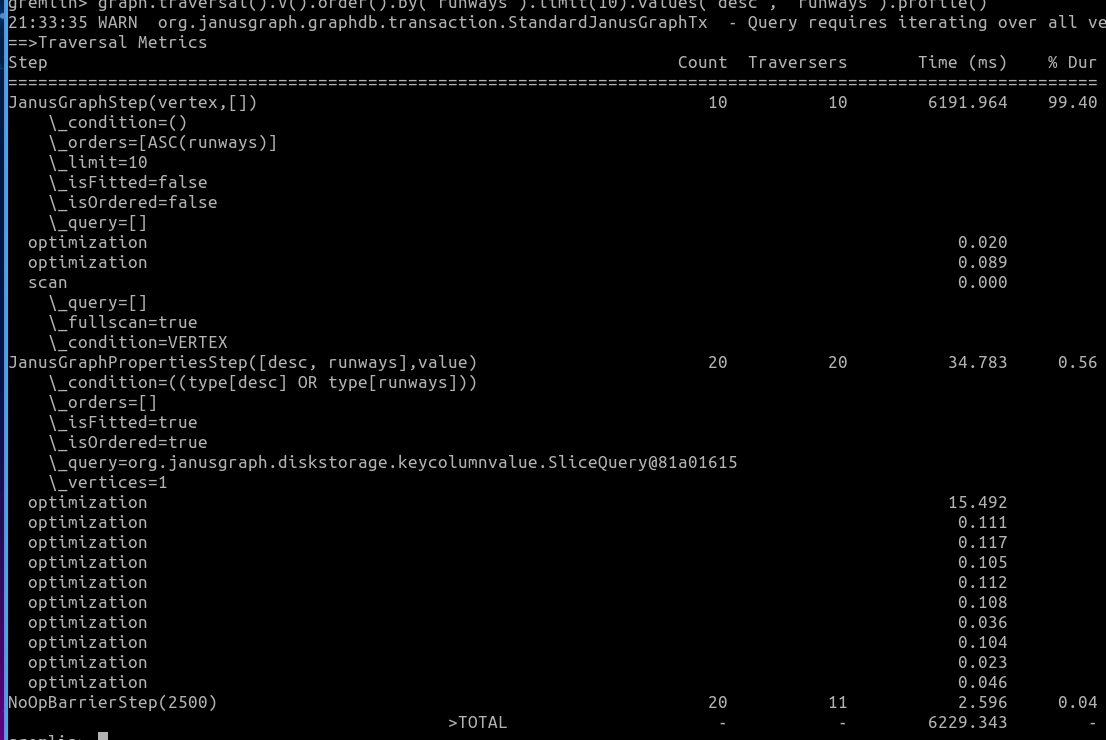 gremlin> graph.traversal().V().order().by('runways').limit(10).values('desc', 'runways').profile()
21:33:35 WARN  org.janusgraph.graphdb.transaction.StandardJanusGraphTx  - Query requires iterating over all ve
==>Traversal Metrics
Step                                                               Count  Traversers       Time (ms)    % Dur
=============================================================================================================
JanusGraphStep(vertex,[])                                             10          10        6191.964    99.40
    \_condition=()
    \_orders=[ASC(runways)]
    \_limit=10
    \_isFitted=false
    \_isOrdered=false
    \_query=[]
  optimization                                                                                 0.020
  optimization                                                                                 0.089
  scan                                                                                         0.000
    \_query=[]
    \_fullscan=true
    \_condition=VERTEX
JanusGraphPropertiesStep([desc, runways],value)                       20          20          34.783     0.56
    \_condition=((type[desc] OR type[runways]))
    \_orders=[]
    \_isFitted=true
    \_isOrdered=true
    \_query=org.janusgraph.diskstorage.keycolumnvalue.SliceQuery@81a01615
    \_vertices=1
  optimization                                                                                15.492
  optimization                                                                                 0.111
  optimization                                                                                 0.117
  optimization                                                                                 0.105
  optimization                                                                                 0.112
  optimization                                                                                 0.108
  optimization                                                                                 0.036
  optimization                                                                                 0.104
  optimization                                                                                 0.023
  optimization                                                                                 0.046
NoOpBarrierStep(2500)                                                 20          11           2.596     0.04
                                            >TOTAL                     -           -        6229.343        -